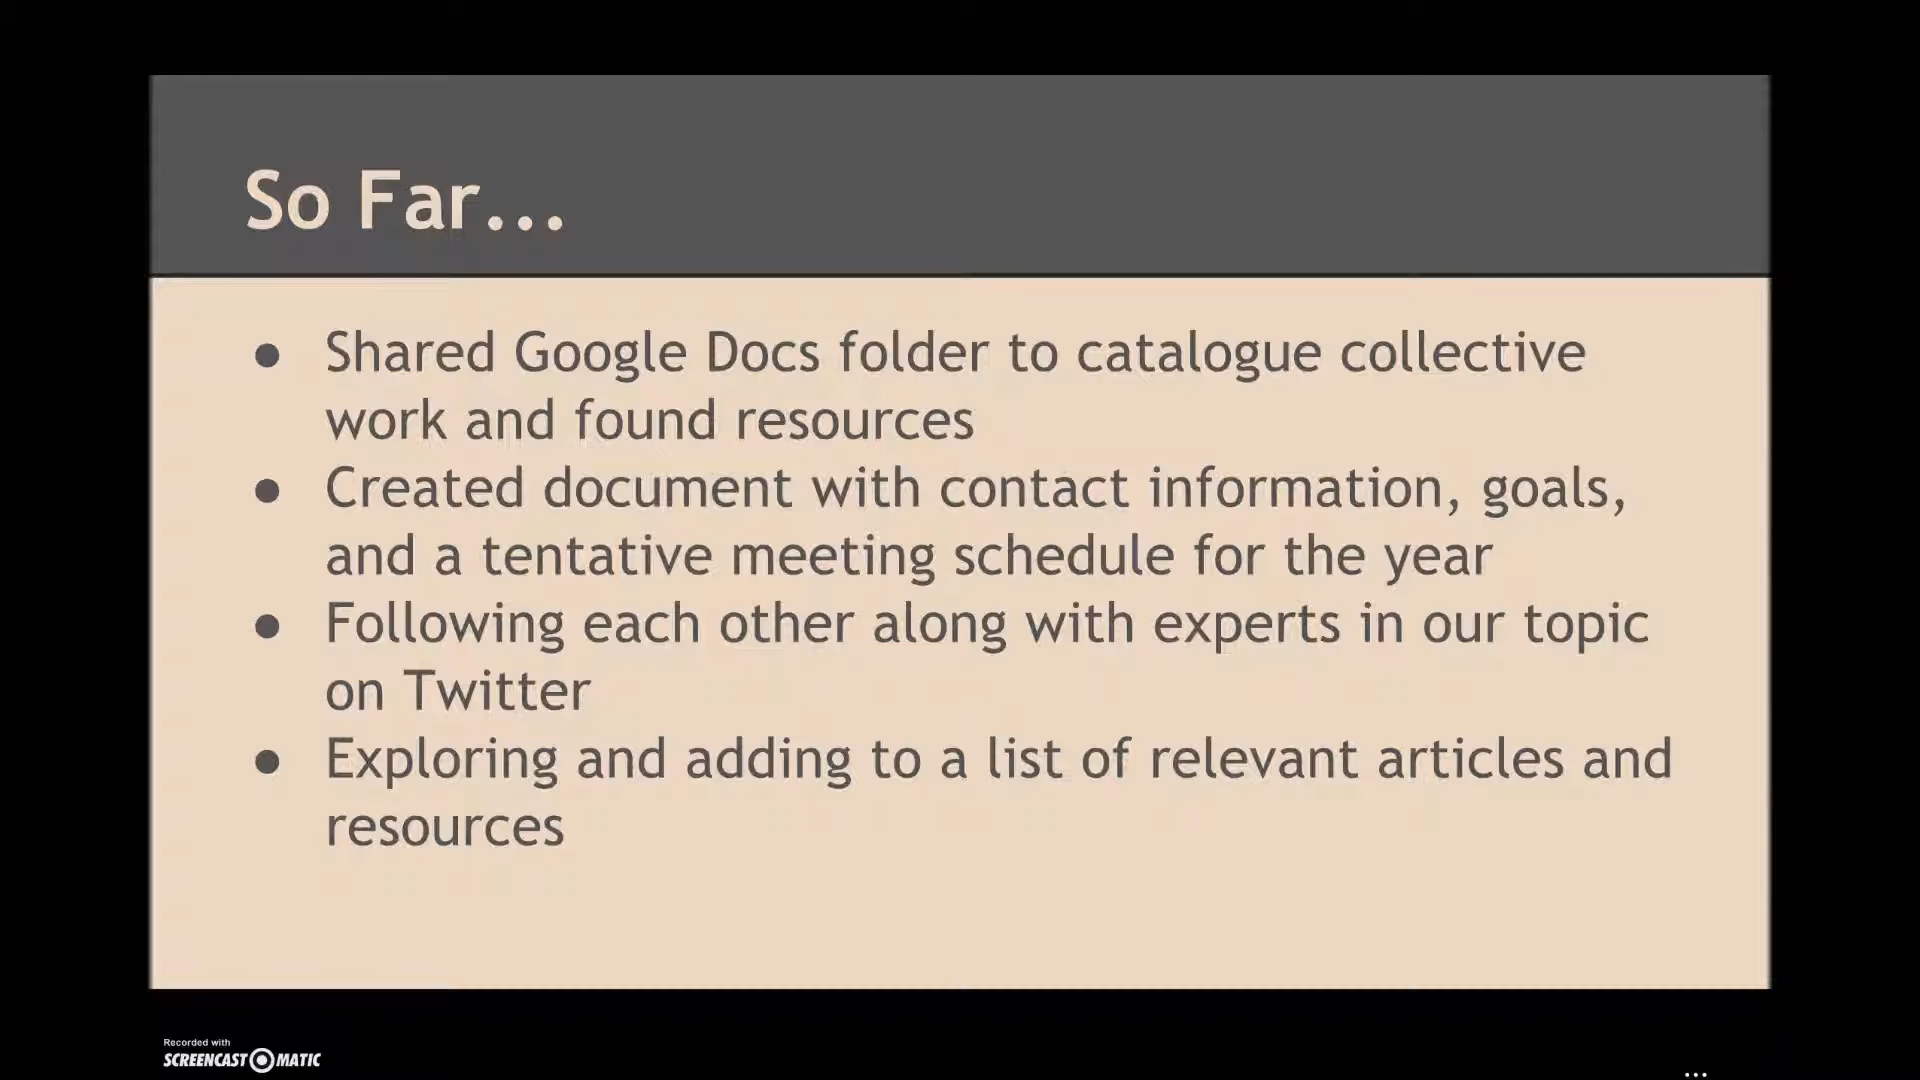 So Far...
● Shared Google Docs folder to catalogue collective
work and found resources
● Created document with contact information, goals,
and a tentative meeting schedule for the year
● Following each other along with experts in our topic
on Twitter
● Exploring and adding to a list of relevant articles and
resources
Recorded with
SCREENCAST MATIC
...